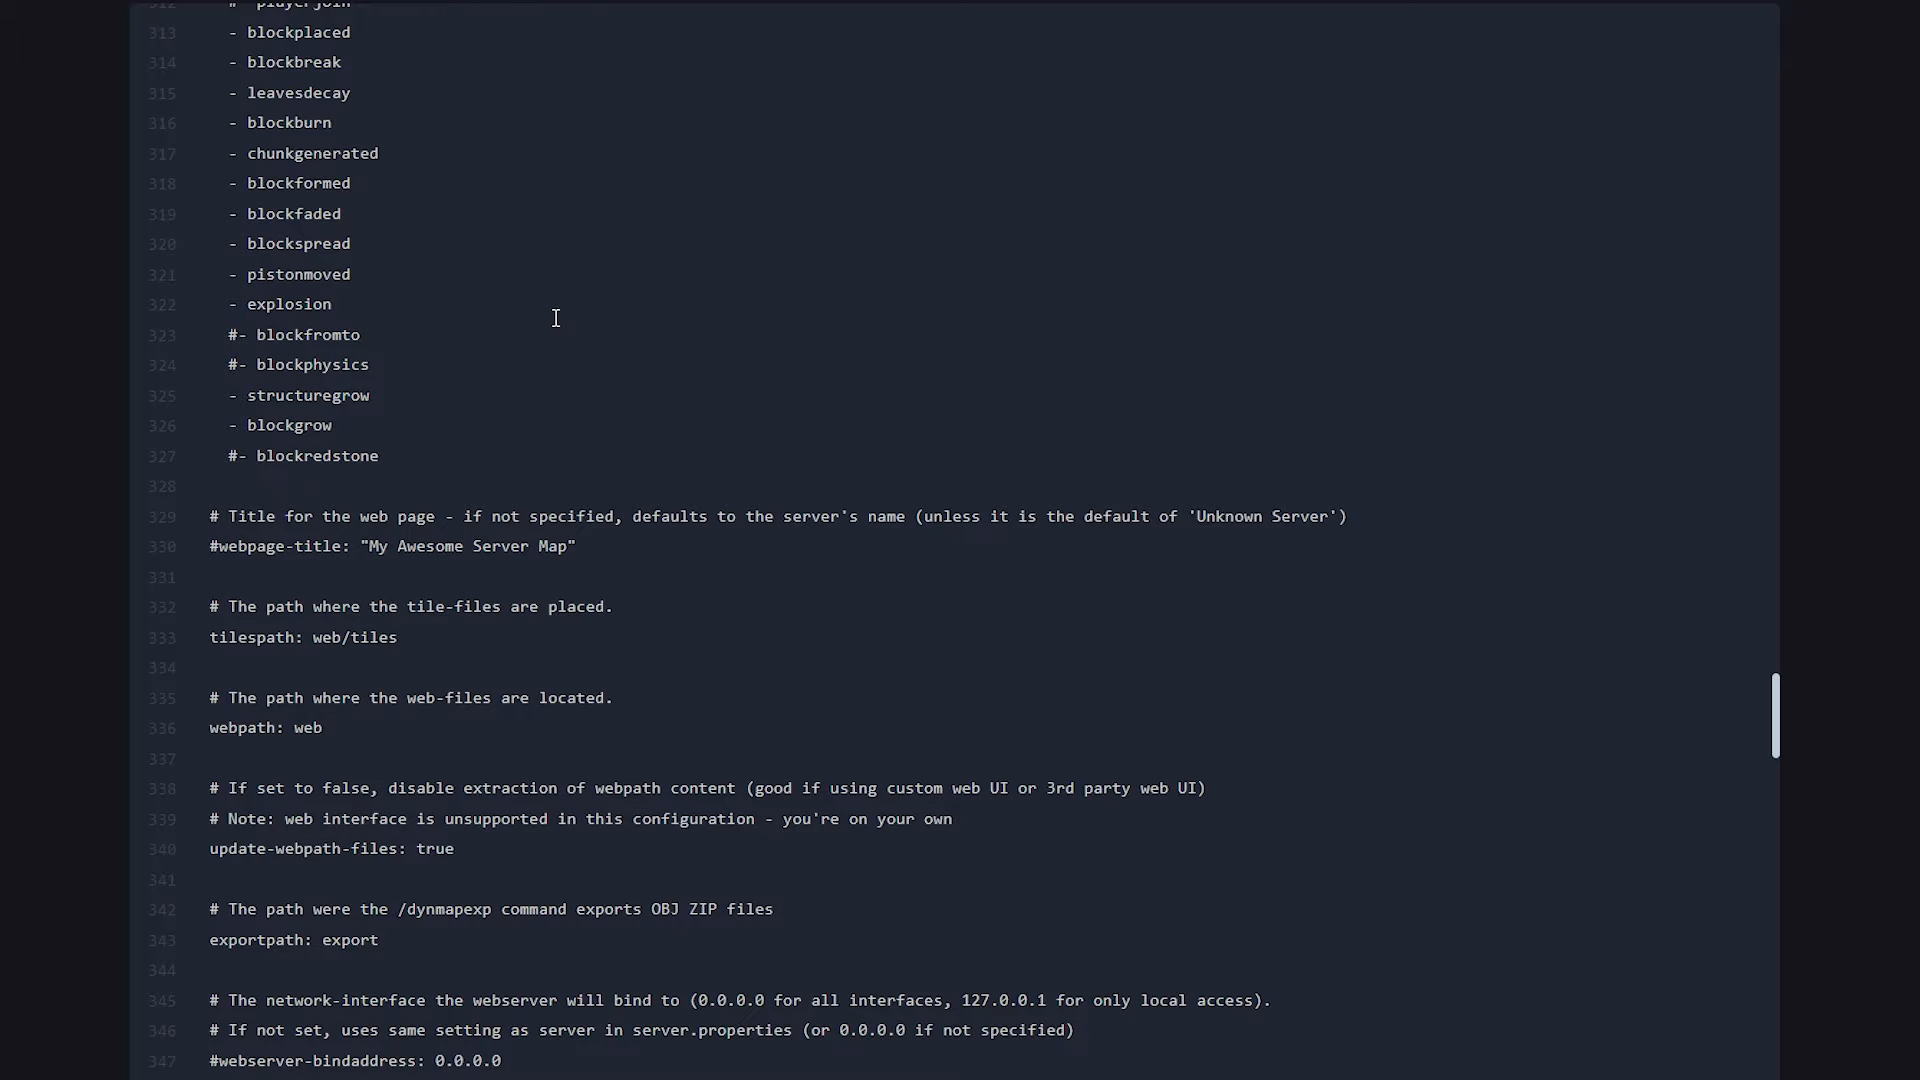 312 #- playerjoin
313 - blockplaced
314 - blockbreak
315 - leavesdecay
316 - blockburn
317 - chunkgenerated
318 - blockformed
319 - blockfaded
320 - blockspread
321 - pistonmoved
322 - explosion
323 #- blockfromto
324 #- blockphysics
325 - structuregrow
326 - blockgrow
327 #- blockredstone
328
329 # Title for the web page - if not specified, defaults to the server's name (unless it is the default of 'Unknown Server')
330 #webpage-title: "My Awesome Server Map"
331
332 # The path where the tile-files are placed.
333 tilespath: web/tiles
334
335 # The path where the web-files are located.
336 webpath: web
337
338 # If set to false, disable extraction of webpath content (good if using custom web UI or 3rd party web UI)
339 # Note: web interface is unsupported in this configuration - you're on your own
340 update-webpath-files: true
341
342 # The path were the /dynmapexp command exports OBJ ZIP files
343 exportpath: export
344
345 # The network-interface the webserver will bind to (0.0.0.0 for all interfaces, 127.0.0.1 for only local access).
346 # If not set, uses same setting as server in server.properties (or 0.0.0.0 if not specified)
347 #webserver-bindaddress: 0.0.0.0